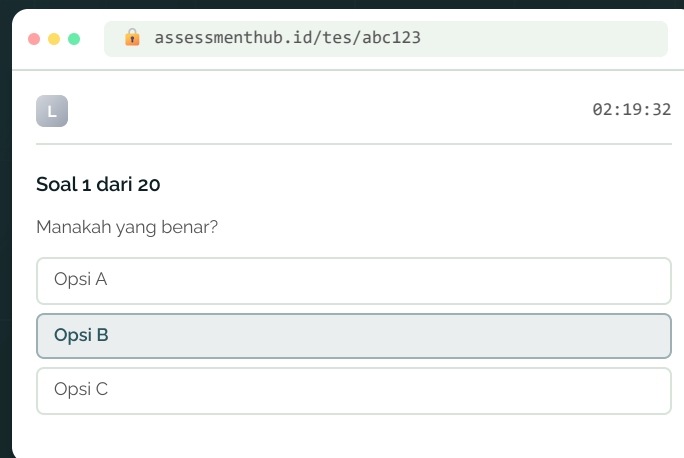 assessmenthub.id/tes/abc123
L
02:19:32
Soal 1 dari 20
Manakah yang benar?
Opsi A
Opsi B
Opsi C